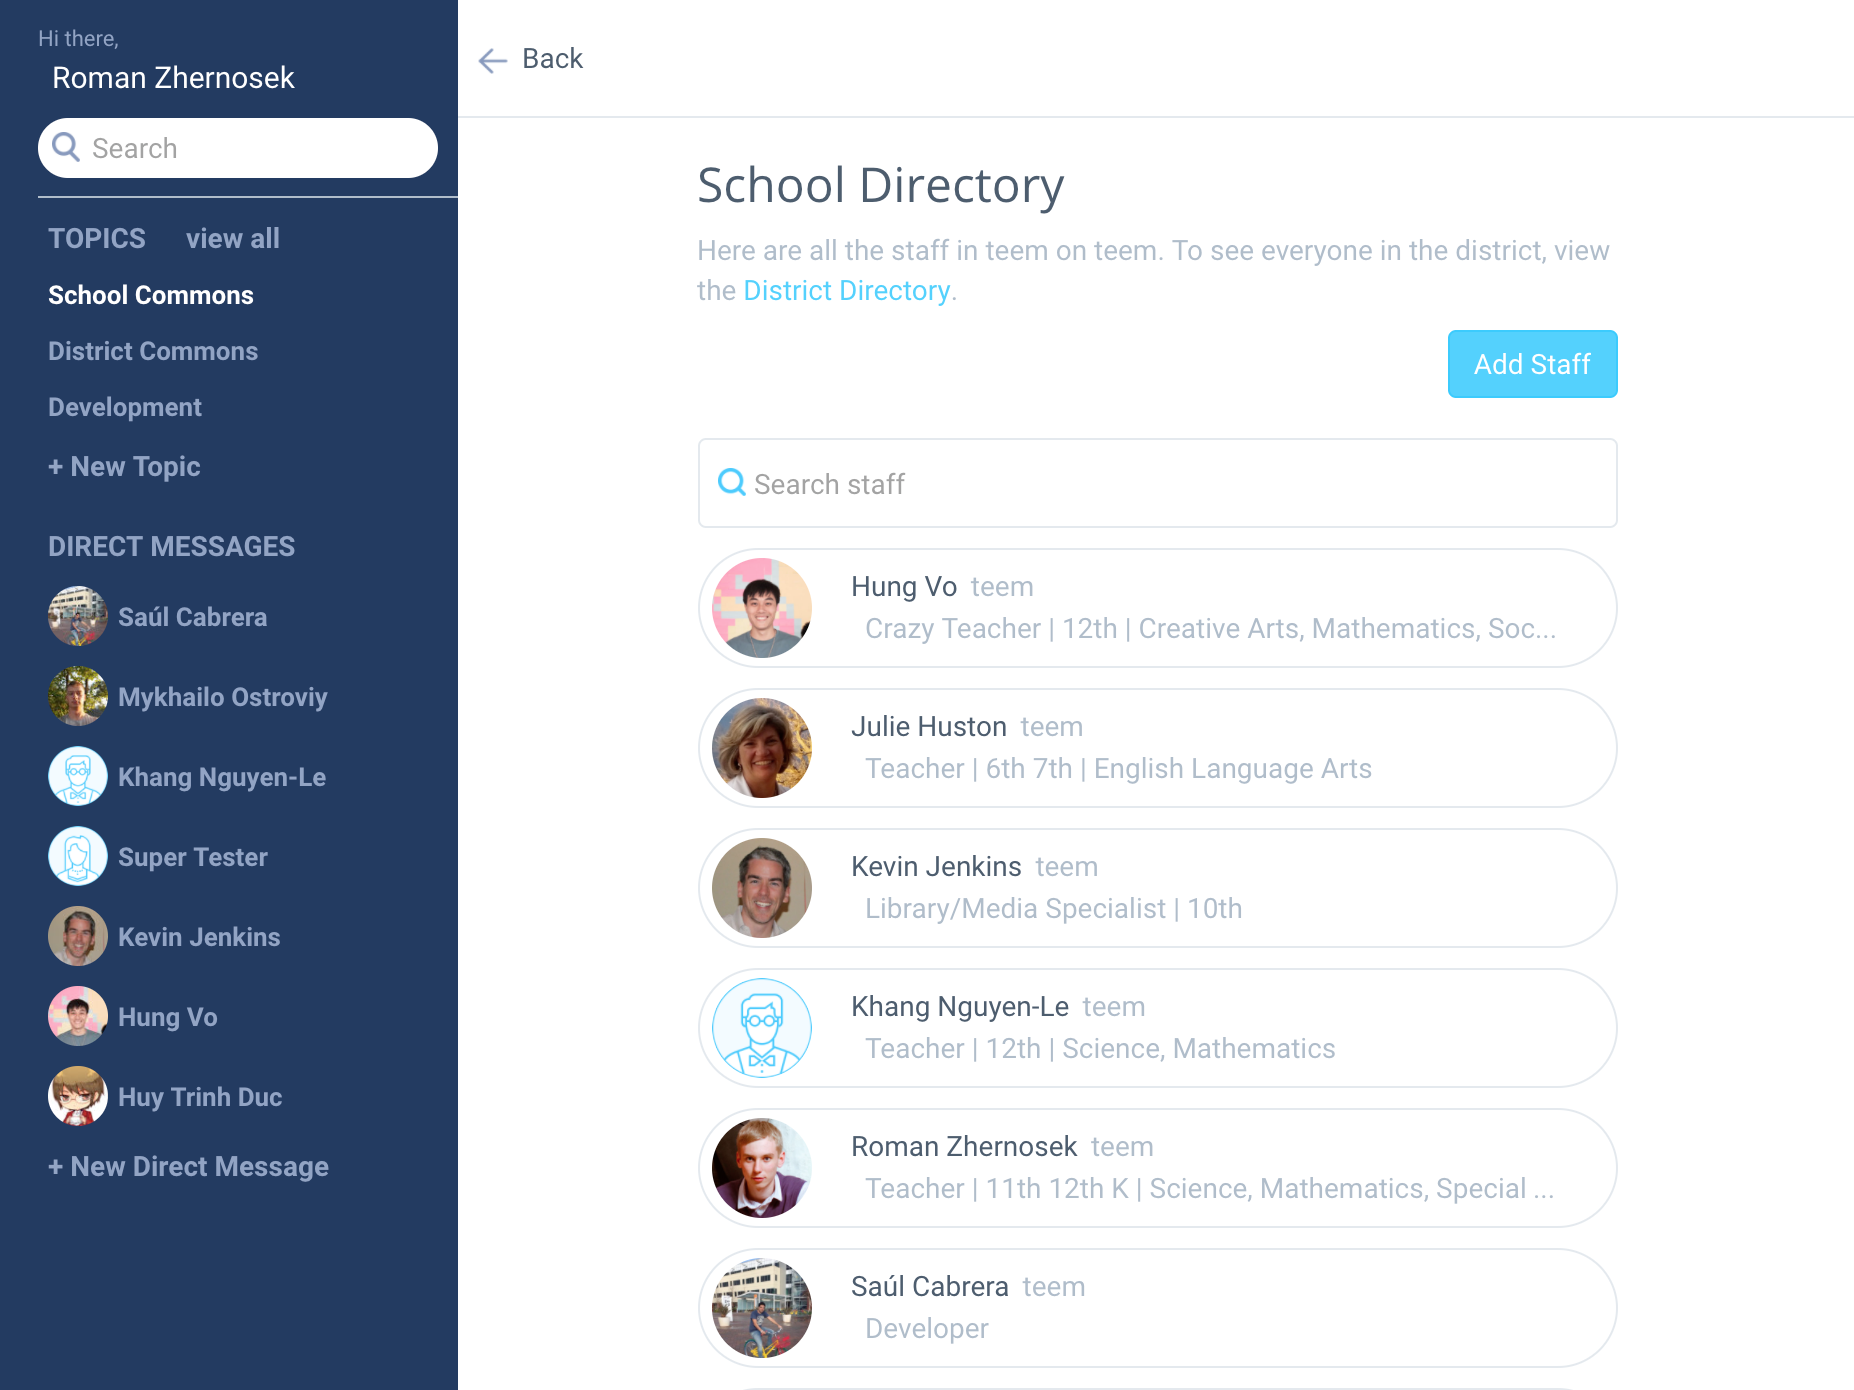 Hi there,
Roman Zhernosek
Search
TOPICS view all
School Commons
District Commons
Development
+ New Topic
DIRECT MESSAGES
Saúl Cabrera
Mykhailo Ostroviy
Khang Nguyen-Le
Super Tester
Kevin Jenkins
Hung Vo
Huy Trinh Duc
+ New Direct Message
Back
School Directory
Here are all the staff in teem on teem. To see everyone in the district, view
the District Directory.
Add Staff
Search staff
Hung Vo teem
Crazy Teacher | 12th | Creative Arts, Mathematics, Soc...
Julie Huston teem
Teacher | 6th 7th | English Language Arts
Kevin Jenkins teem
Library/Media Specialist | 10th
Khang Nguyen-Le teem
Teacher | 12th | Science, Mathematics
Roman Zhernosek teem
Teacher | 11th 12th K | Science, Mathematics, Special ...
Saúl Cabrera teem
Developer